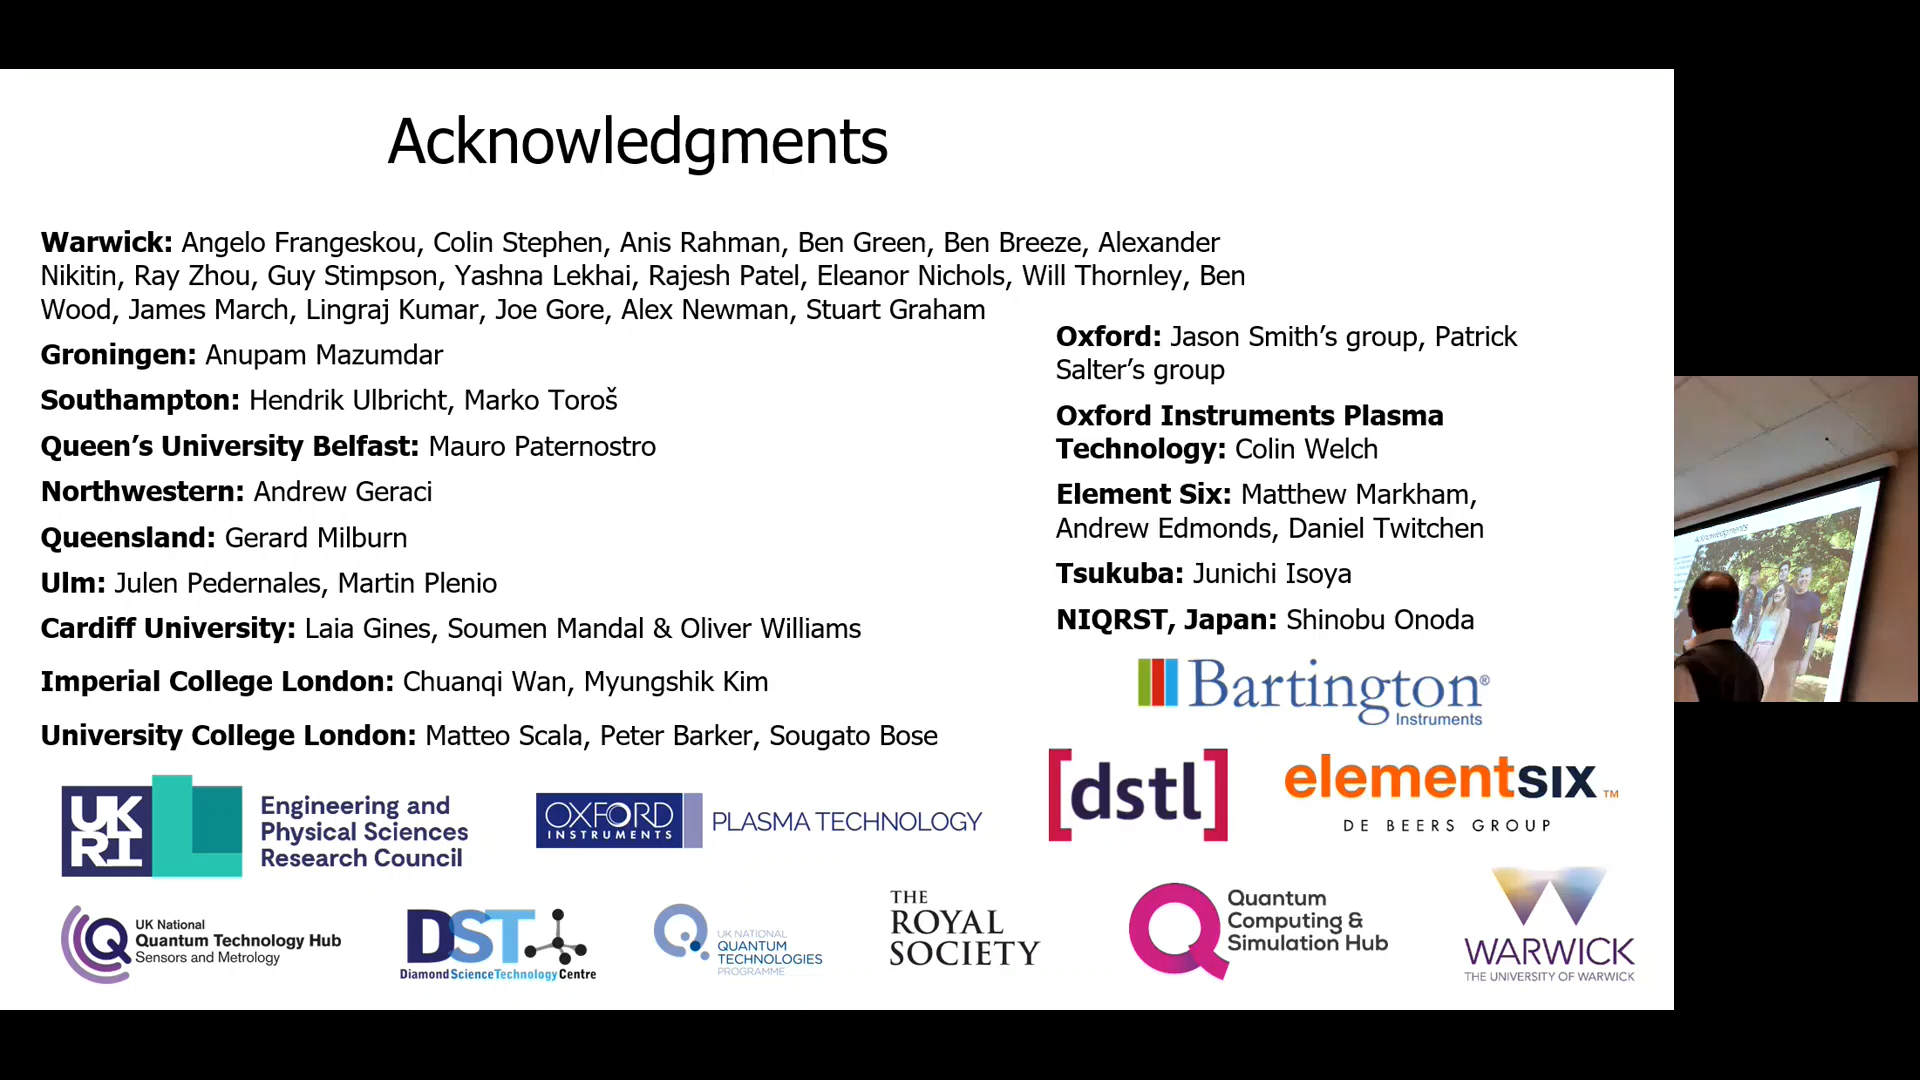 Acknowledgments
Warwick: Angelo Frangeskou, Colin Stephen, Anis Rahman, Ben Green, Ben Breeze, Alexander
Nikitin, Ray Zhou, Guy Stimpson, Yashna Lekhai, Rajesh Patel, Eleanor Nichols, Will Thornley, Ben
Wood, James March, Lingraj Kumar, Joe Gore, Alex Newman, Stuart Graham
Groningen: Anupam Mazumdar
Southampton: Hendrik Ulbricht, Marko Toroš
Queen’s University Belfast: Mauro Paternostro
Northwestern: Andrew Geraci
Queensland: Gerard Milburn
Ulm: Julen Pedernales, Martin Plenio
Cardiff University: Laia Gines, Soumen Mandal & Oliver Williams
Imperial College London: Chuanqi Wan, Myungshik Kim
University College London: Matteo Scala, Peter Barker, Sougato Bose
Oxford: Jason Smith’s group, Patrick
Salter’s group
Oxford Instruments Plasma
Technology: Colin Welch
Element Six: Matthew Markham,
Andrew Edmonds, Daniel Twitchen
Tsukuba: Junichi Isoya
NIQRST, Japan: Shinobu Onoda
Bartington®
Instruments
UK
RI
Engineering and
Physical Sciences
Research Council
OXFORD
INSTRUMENTS
PLASMA TECHNOLOGY
[dstl]
elementsix™
DE BEERS GROUP
UK National
Quantum Technology Hub
Sensors and Metrology
DST
DiamondScienceTechnologyCentre
UK NATIONAL
QUANTUM
TECHNOLOGIES
PROGRAMME
THE
ROYAL
SOCIETY
Quantum
Computing &
Simulation Hub
WARWICK
THE UNIVERSITY OF WARWICK
Acknowledgments